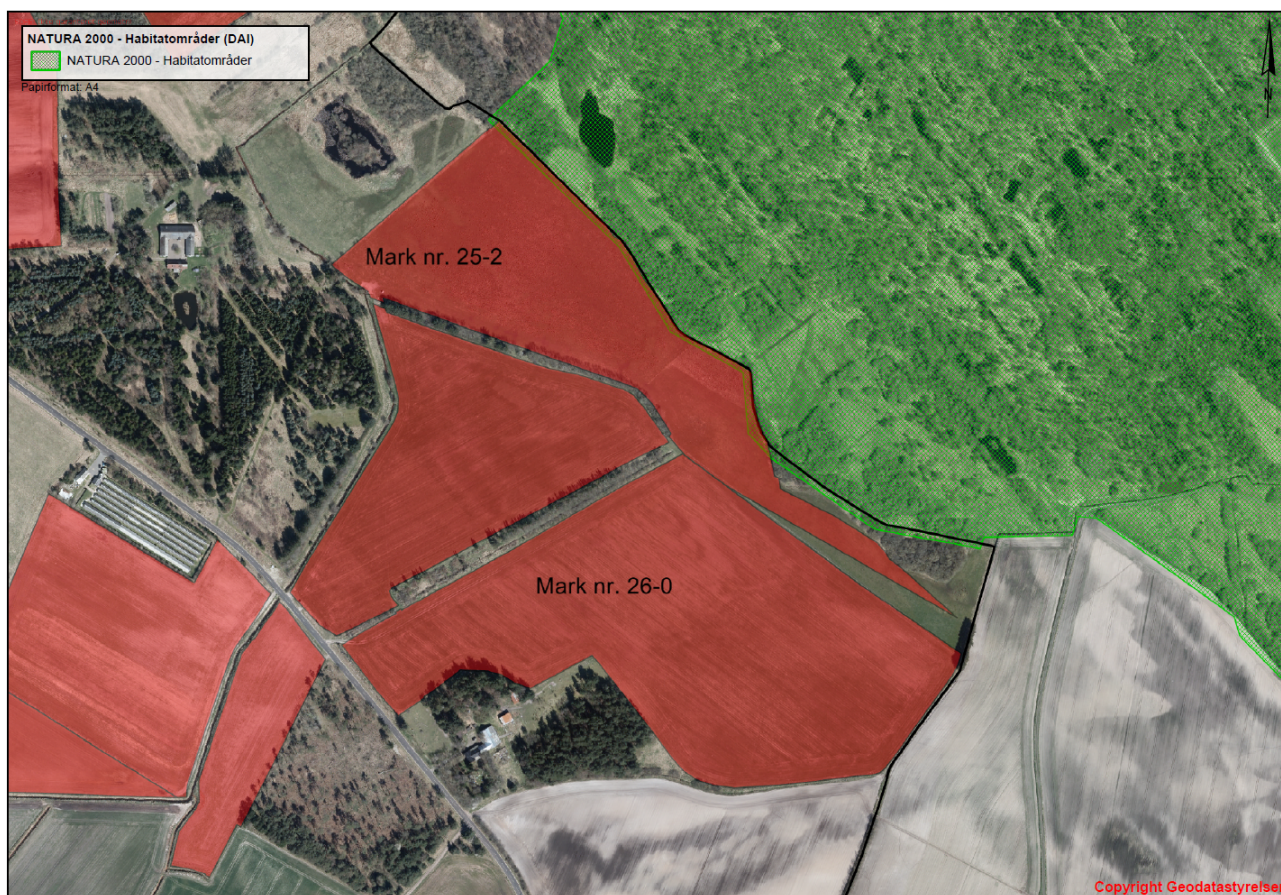 NATURA 2000 - Habitatområder (DAI)
NATURA 2000 - Habitatområder
Papirformat: A4
N
Mark nr. 25-2
Mark nr. 26-0
Copyright Geodatastyrelsen